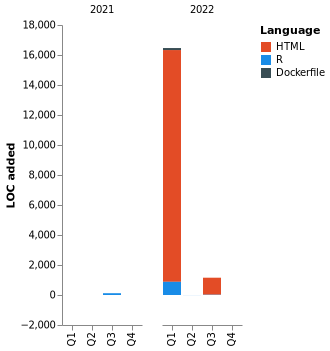 2021 2022
Language
HTML
R
Dockerfile
LOC added
18,000
16,000
14,000
12,000
10,000
8,000
6,000
4,000
2,000
0
−2,000
Q1 Q2 Q3 Q4 Q1 Q2 Q3 Q4